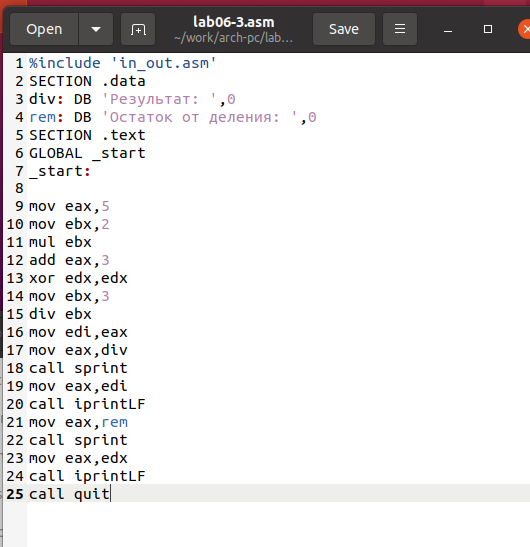 Open
lab06-3.asm
~/work/arch-pc/lab...
Save
1 %include 'in_out.asm'
2 SECTION .data
3 div: DB 'Результат: ',0
4 rem: DB 'Остаток от деления: ',0
5 SECTION .text
6 GLOBAL _start
7 _start:
8
9 mov eax,5
10 mov ebx,2
11 mul ebx
12 add eax,3
13 xor edx,edx
14 mov ebx,3
15 div ebx
16 mov edi,eax
17 mov eax,div
18 call sprint
19 mov eax,edi
20 call iprintLF
21 mov eax,rem
22 call sprint
23 mov eax,edx
24 call iprintLF
25 call quit